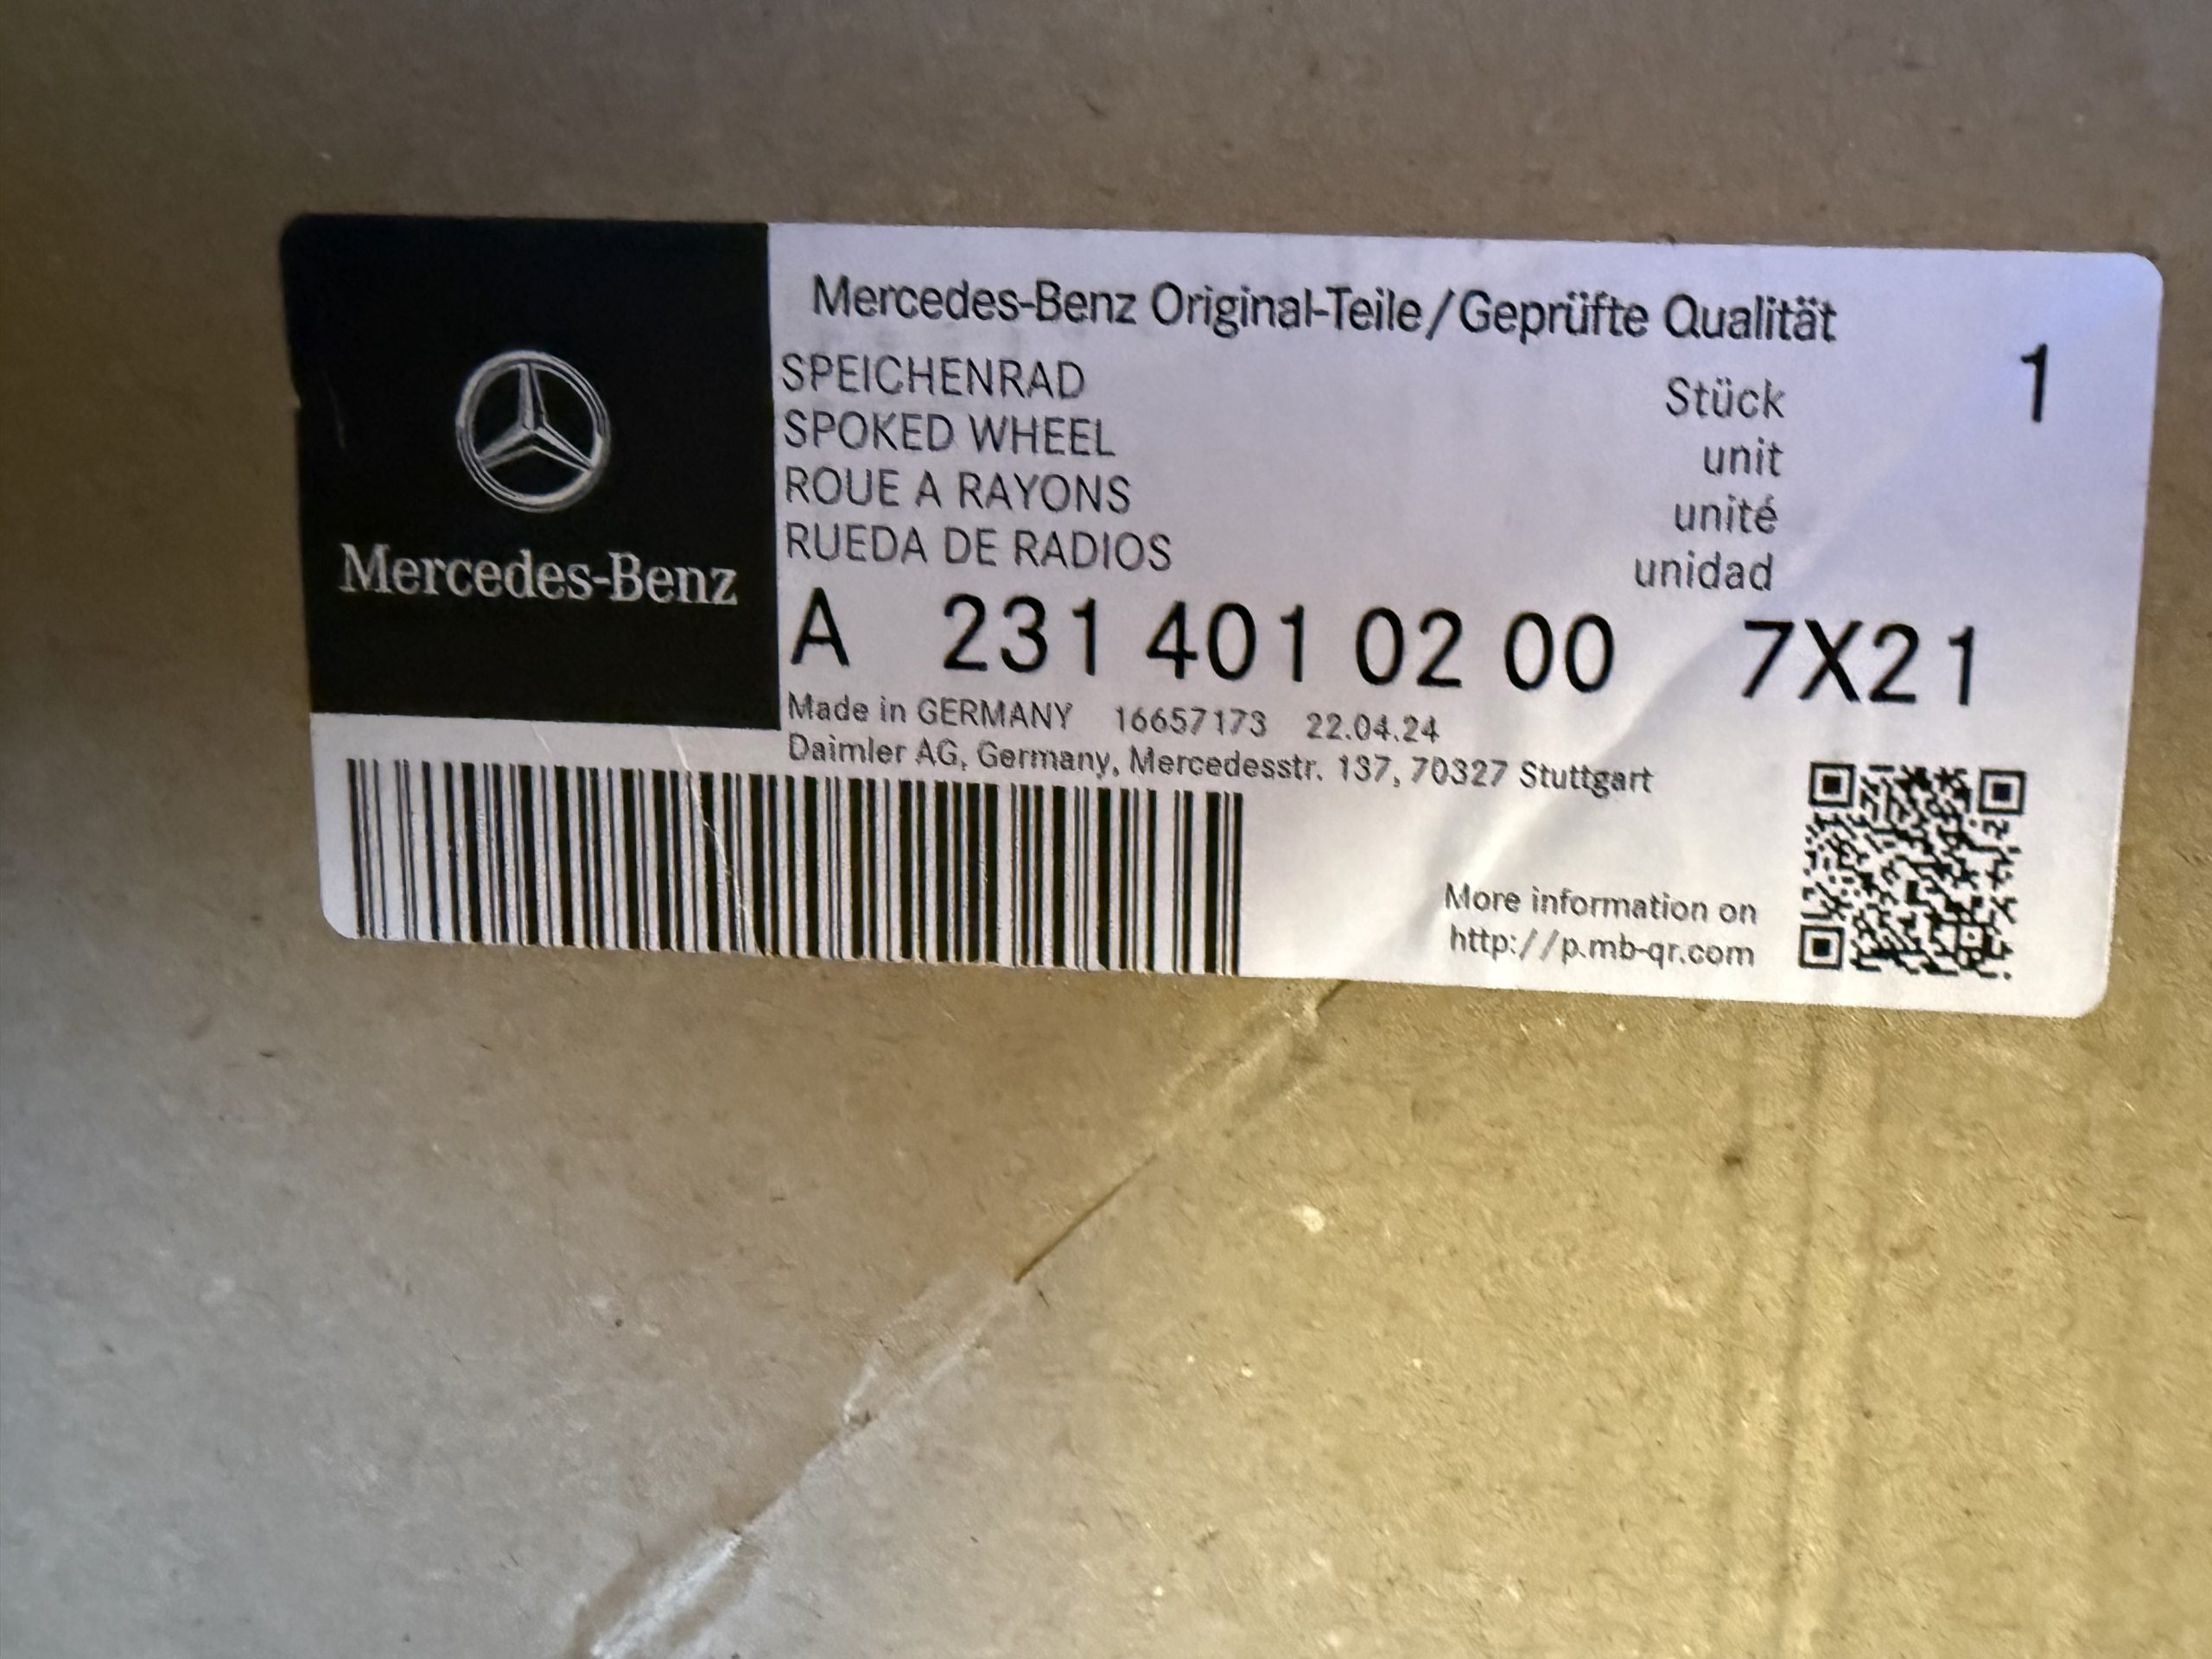 Mercedes-Benz
Mercedes-Benz Original-Teile/Geprüfte Qualität
SPEICHENRAD
SPOKED WHEEL
ROUE A RAYONS
RUEDA DE RADIOS
Stück 1
unit
unité
unidad
A 231 401 02 00 7X21
Made in GERMANY 16657173 22.04.24
Daimler AG, Germany, Mercedesstr. 137, 70327 Stuttgart
More information on
http://p.mb-qr.com